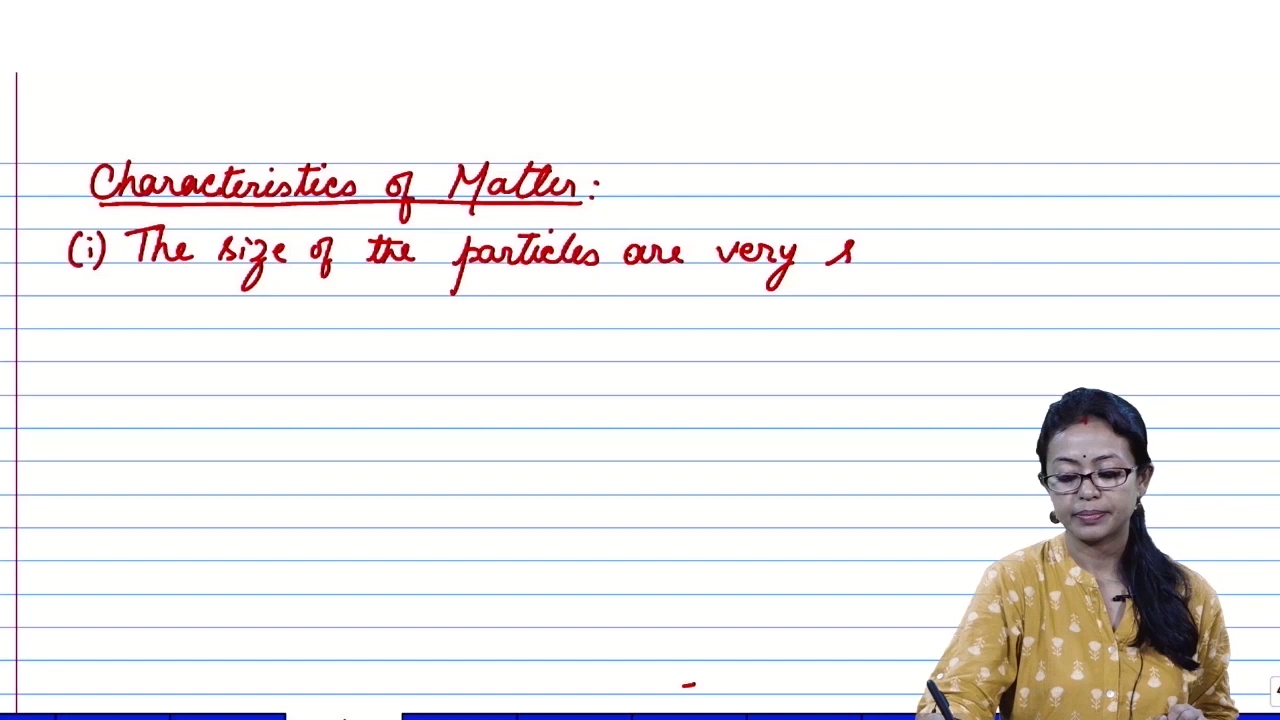 Characteristics of Matter:
(i) The size of the particles are very s